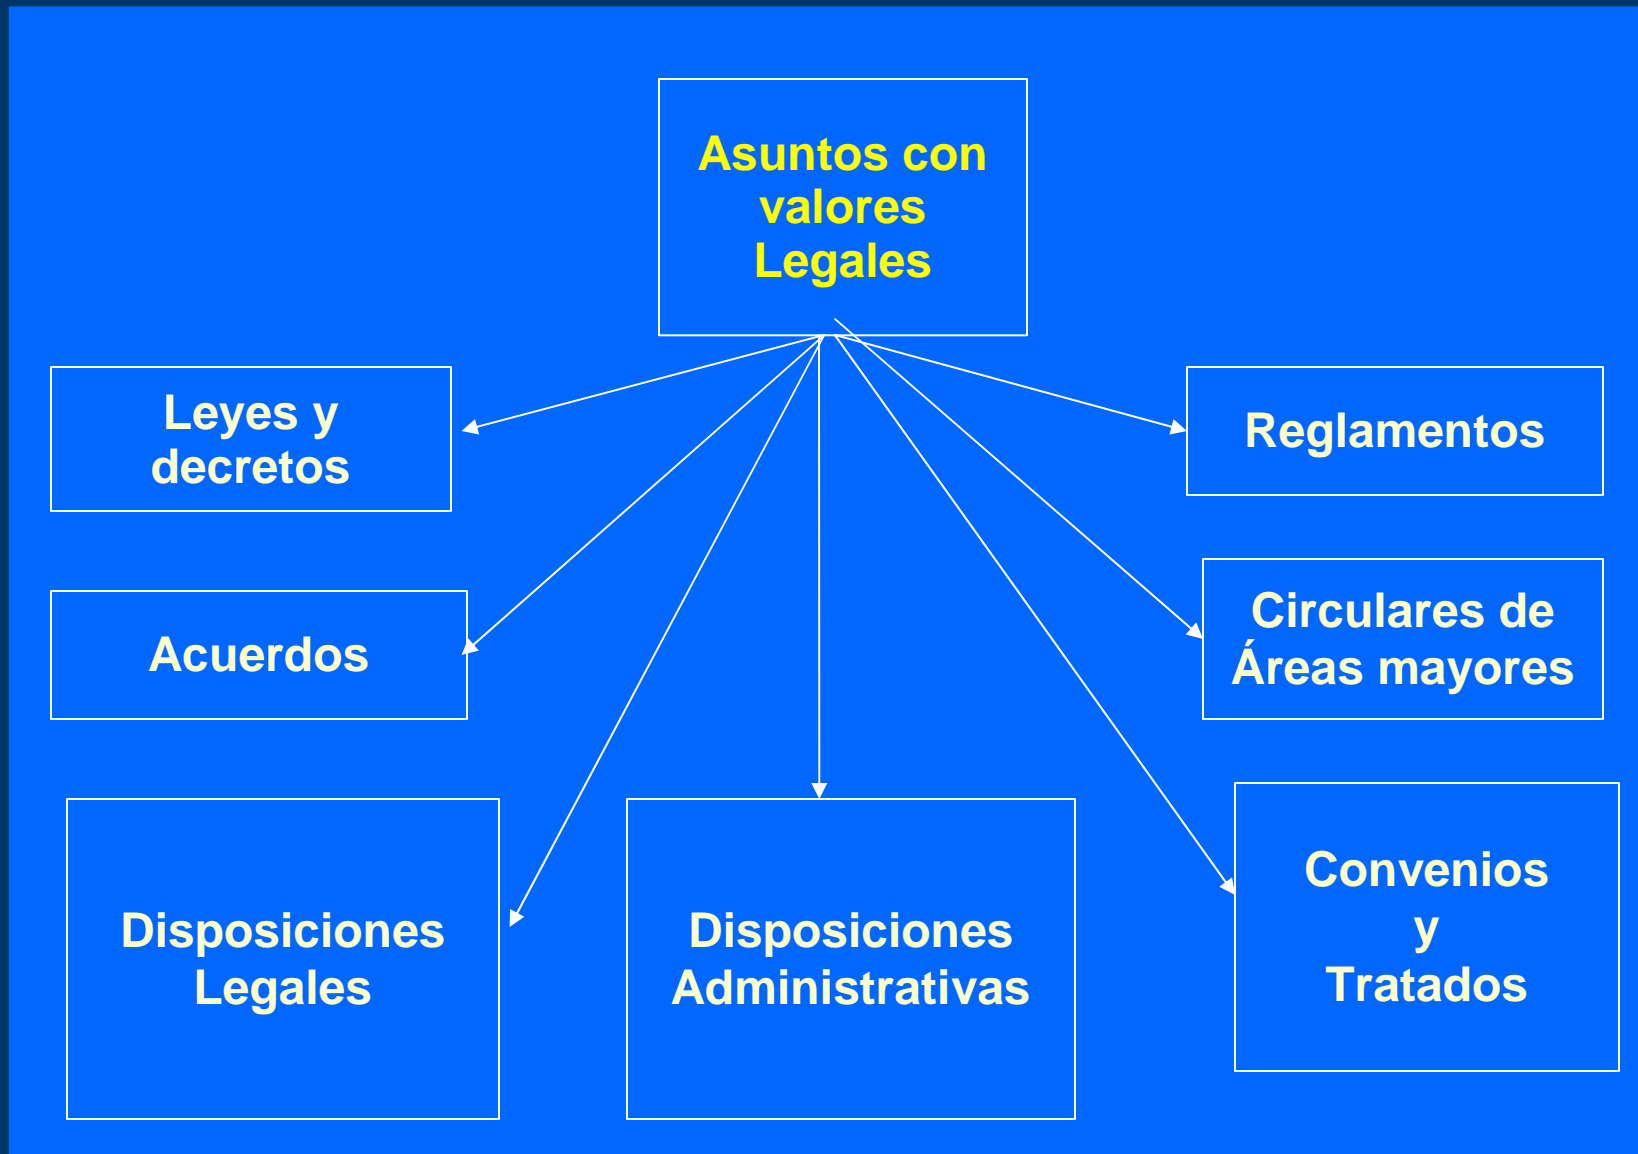 Asuntos con
valores
Legales
Leyes y
decretos
Reglamentos
Acuerdos
Circulares de
Áreas mayores
Disposiciones
Legales
Disposiciones
Administrativas
Convenios
y
Tratados